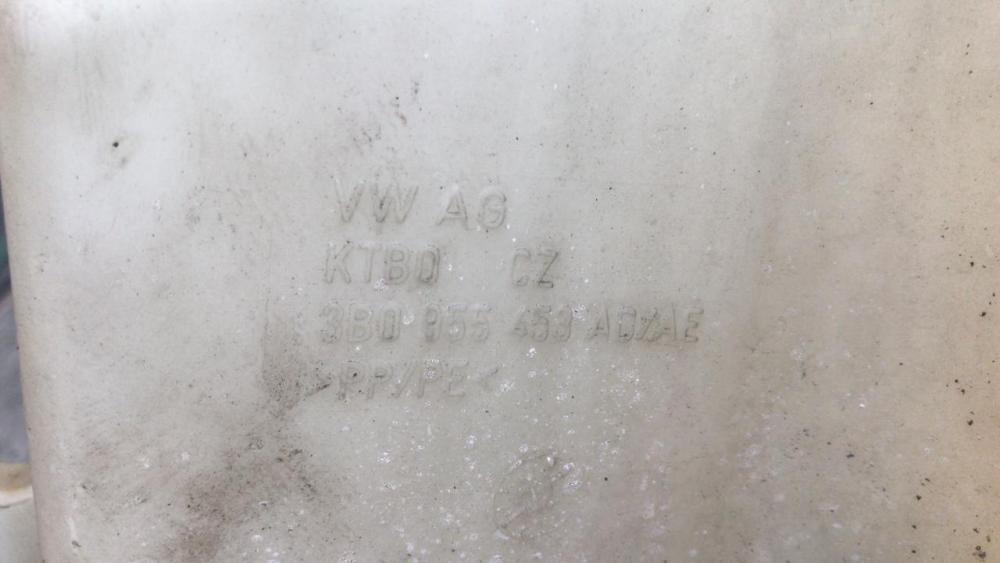 VW AG
KTBO CZ
3B0 955 453 AD/AE
>PP/PE<